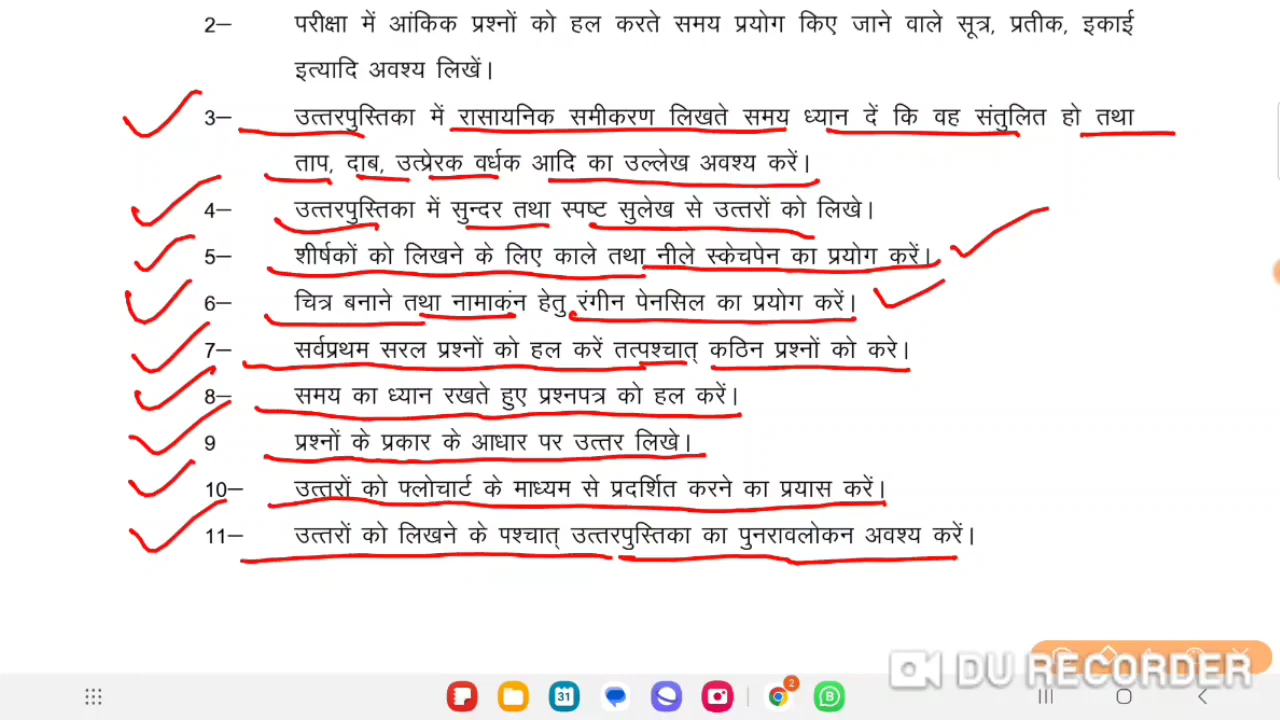 2– परीक्षा में आंकिक प्रश्नों को हल करते समय प्रयोग किए जाने वाले सूत्र, प्रतीक, इकाई
इत्यादि अवश्य लिखें।
3– उत्तरपुस्तिका में रासायनिक समीकरण लिखते समय ध्यान दें कि वह संतुलित हो तथा
ताप, दाब, उत्प्रेरक वर्धक आदि का उल्लेख अवश्य करें।
4– उत्तरपुस्तिका में सुन्दर तथा स्पष्ट सुलेख से उत्तरों को लिखे।
5– शीर्षकों को लिखने के लिए काले तथा नीले स्केचपेन का प्रयोग करें।
6– चित्र बनाने तथा नामाकंन हेतु रंगीन पेनसिल का प्रयोग करें।
7– सर्वप्रथम सरल प्रश्नों को हल करें तत्पश्चात् कठिन प्रश्नों को करे।
8– समय का ध्यान रखते हुए प्रश्नपत्र को हल करें।
9 प्रश्नों के प्रकार के आधार पर उत्तर लिखे।
10– उत्तरों को फ्लोचार्ट के माध्यम से प्रदर्शित करने का प्रयास करें।
11– उत्तरों को लिखने के पश्चात् उत्तरपुस्तिका का पुनरावलोकन अवश्य करें।
DU RECORDER
31
2